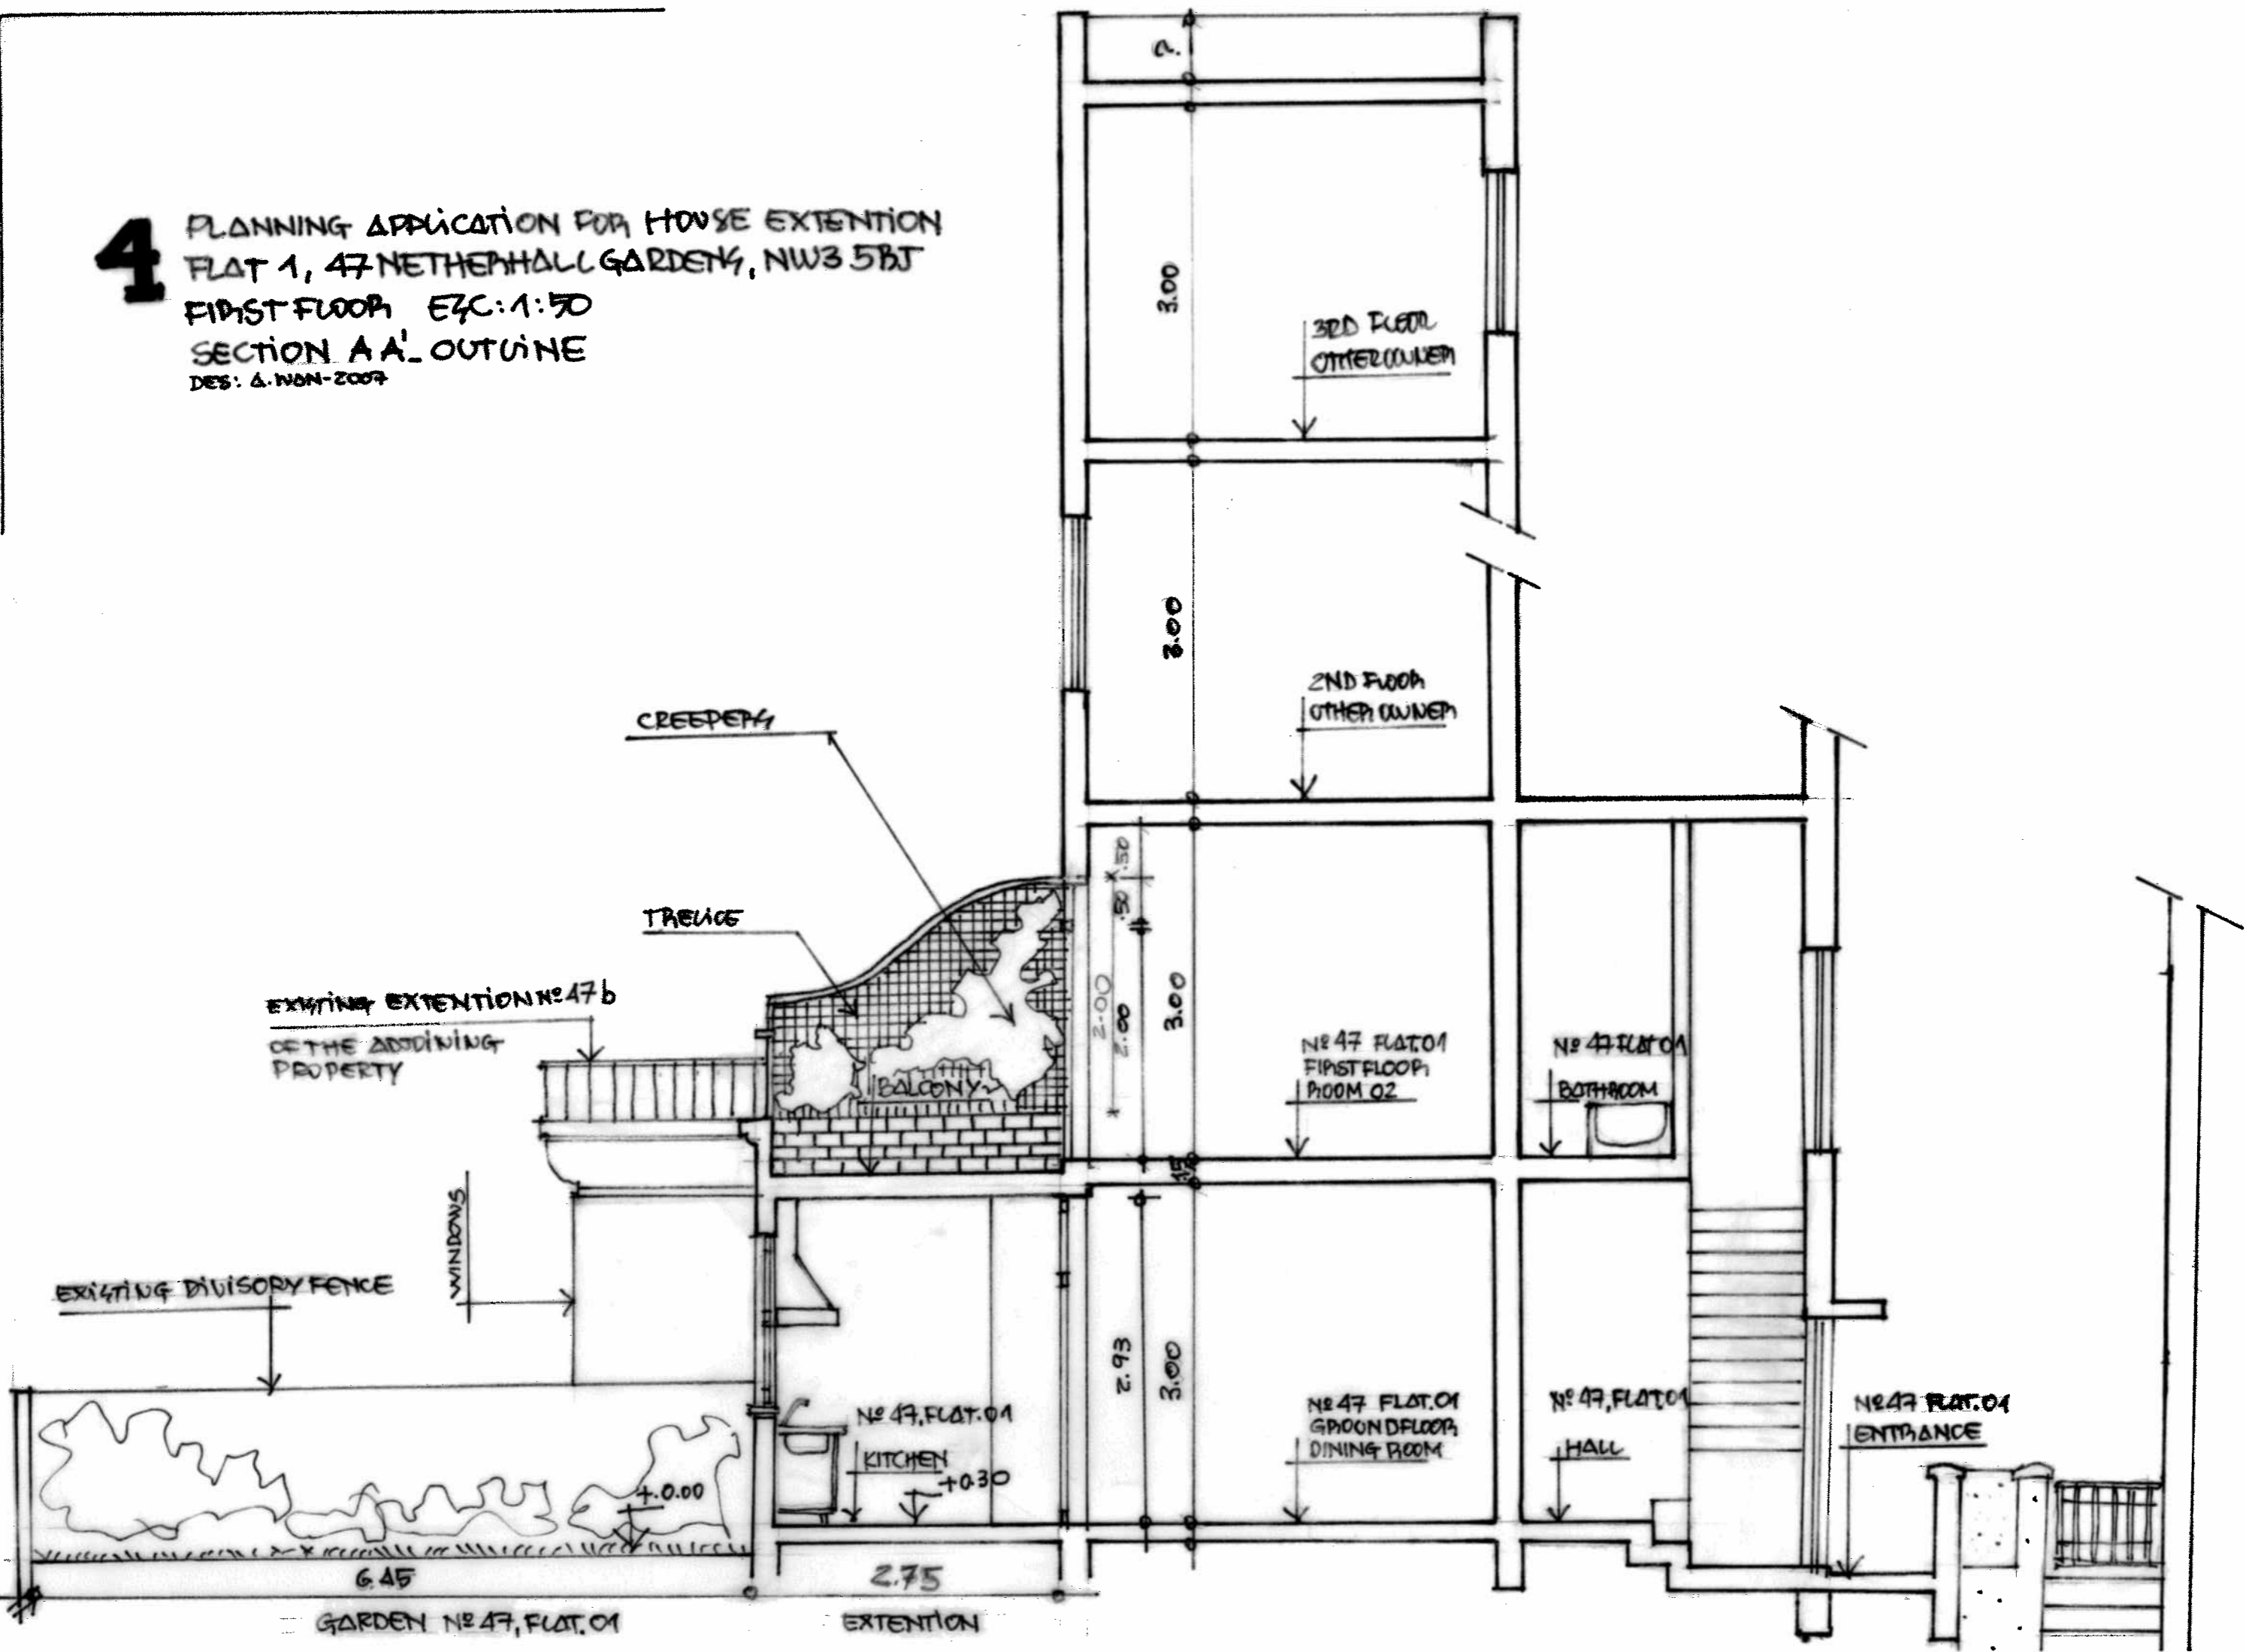 4
PLANNING APPLICATION FOR HOUSE EXTENTION
FLAT 1, 47 NETHERHALL GARDENS, NW3 5BJ
FIRST FLOOR ESC: 1:50
SECTION A A'_ OUTLINE
DES: A. -2007
3.00
3RD FLOOR
OTHER OWNER
3.00
2ND FLOOR
OTHER OWNER
CREEPERS
TRELICE
EXISTING EXTENTION Nº 47b
OF THE ADJOINING
PROPERTY
BALCONY
.50
.50
2.00
2.00
3.00
.15
Nº 47 FLAT.01
FIRST FLOOR
ROOM 02
Nº 47 FLAT 01
BATHROOM
WINDOWS
EXISTING DIVISORY FENCE
2.93
3.00
Nº 47, FLAT.01
KITCHEN
+0.30
Nº 47 FLAT.01
GROUND FLOOR
DINING ROOM
Nº 47, FLAT.01
HALL
Nº 47 FLAT.01
ENTRANCE
+.0.00
6.45
2.75
GARDEN Nº 47, FLAT.01
EXTENTION